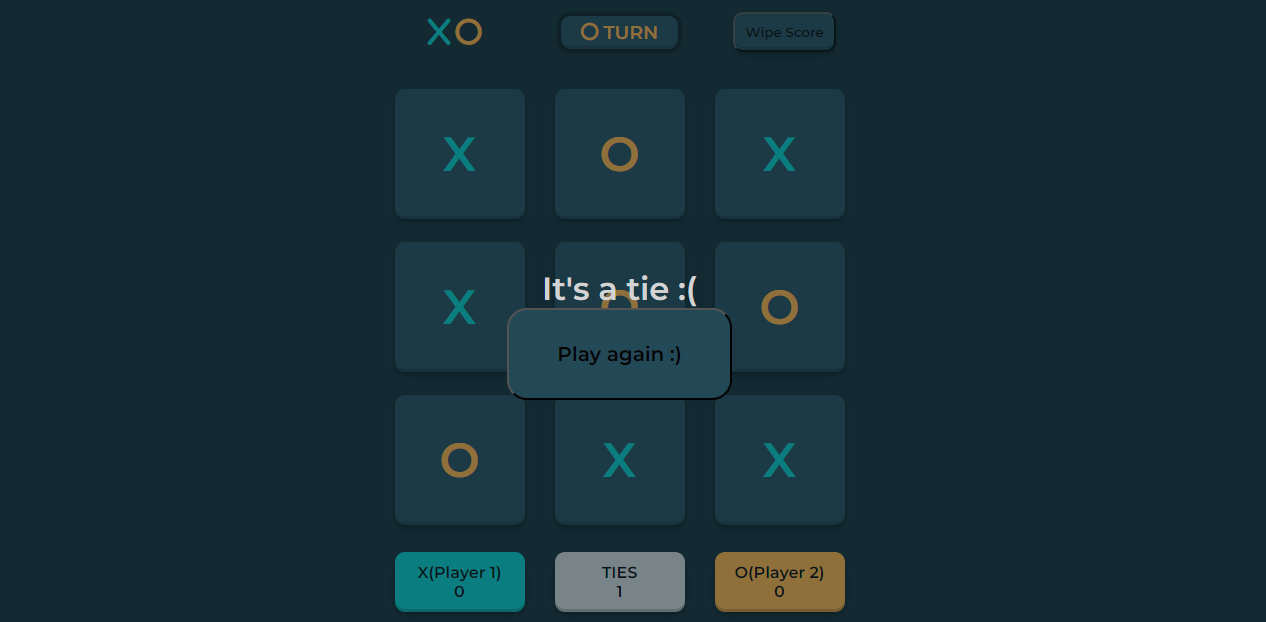 XO
O TURN
Wipe Score
X O X
X O O
It's a tie :(
Play again :)
O X X
X(Player 1)
0
TIES
1
O(Player 2)
0